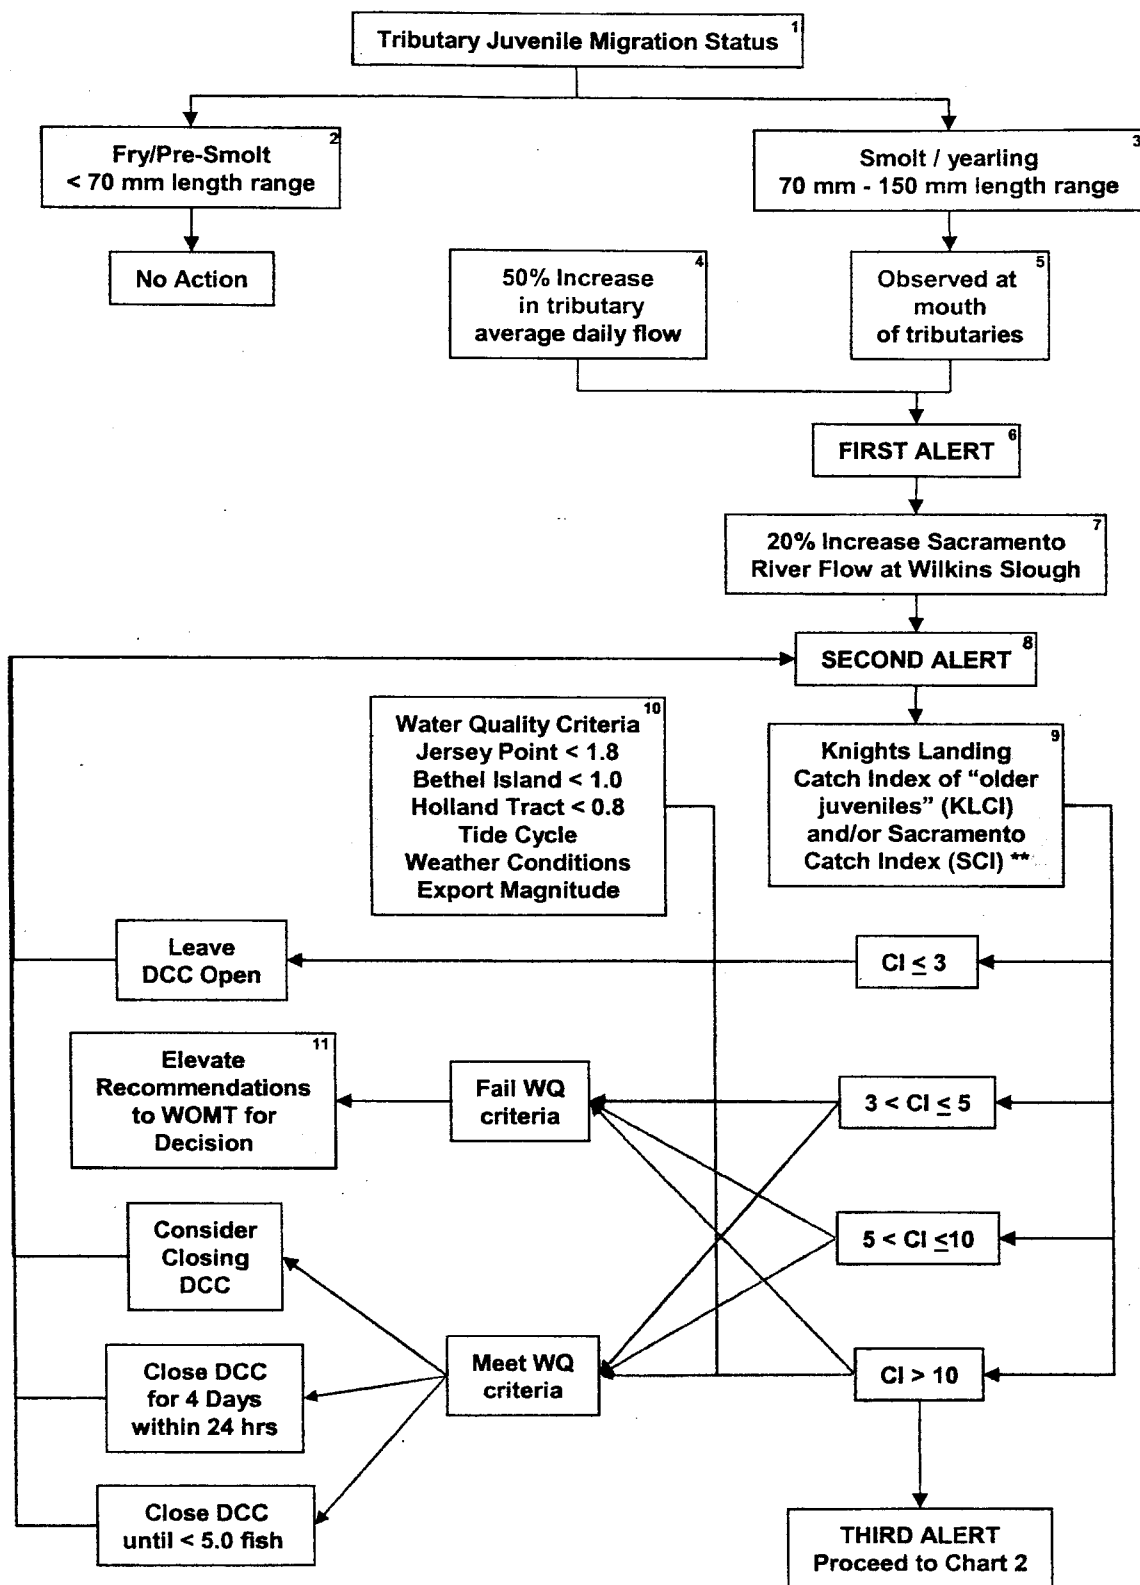 1
Tributary Juvenile Migration Status
2
Fry/Pre-Smolt
< 70 mm length range
3
Smolt / yearling
70 mm - 150 mm length range
No Action
4
50% Increase
in tributary
average daily flow
5
Observed at
mouth
of tributaries
6
FIRST ALERT
7
20% Increase Sacramento
River Flow at Wilkins Slough
8
SECOND ALERT
10
Water Quality Criteria
Jersey Point < 1.8
Bethel Island < 1.0
Holland Tract < 0.8
Tide Cycle
Weather Conditions
Export Magnitude
9
Knights Landing
Catch Index of “older
juveniles” (KLCI)
and/or Sacramento
Catch Index (SCI) **
Leave
DCC Open
CI ≤ 3
11
Elevate
Recommendations
to WOMT for
Decision
Fail WQ
criteria
3 < CI ≤ 5
Consider
Closing
DCC
5 < CI ≤10
Close DCC
for 4 Days
within 24 hrs
Meet WQ
criteria
CI > 10
Close DCC
until < 5.0 fish
THIRD ALERT
Proceed to Chart 2